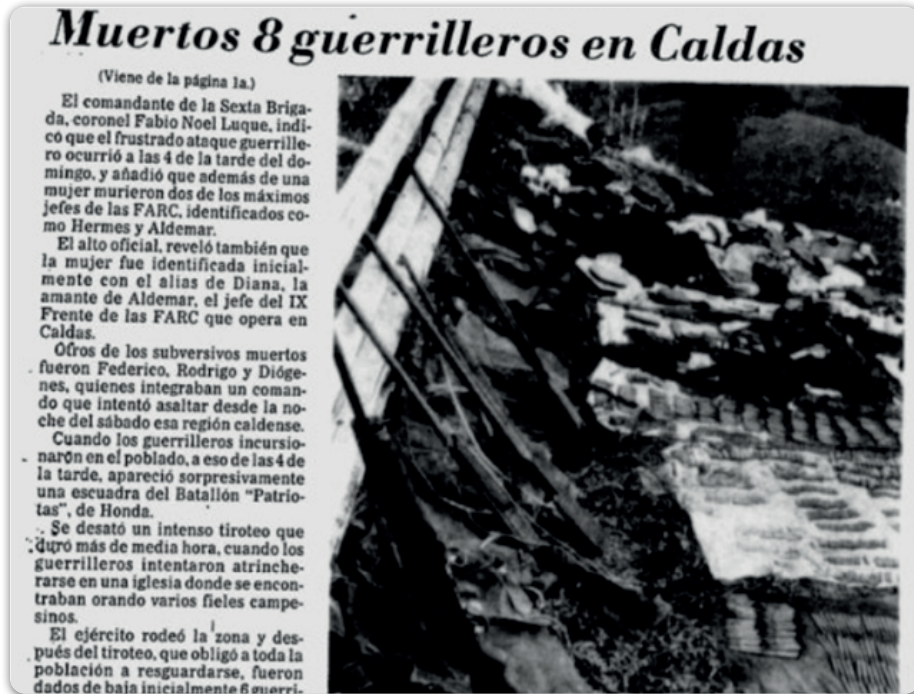 Muertos 8 guerrilleros en Caldas
(Viene de la página 1a.)
El comandante de la Sexta Briga-
da, coronel Fabio Noel Luque, indi-
có que el frustrado ataque guerrille-
ro ocurrió a las 4 de la tarde del do-
mingo, y añadió que además de una
mujer murieron dos de los máximos
jefes de las FARC, identificados co-
mo Hermes y Aldemar.
El alto oficial, reveló también que
la mujer fue identificada inicial-
mente con el alias de Diana, la
amante de Aldemar, el jefe del IX
Frente de las FARC que opera en
Caldas.
Otros de los subversivos muertos
fueron Federico, Rodrigo y Dióge-
nes, quienes integraban un coman-
do que intentó asaltar desde la no-
che del sábado esa región caldense.
Cuando los guerrilleros incursio-
naron en el poblado, a eso de las 4 de
la tarde, apareció sorpresivamente
una escuadra del Batallón "Patrio-
tas", de Honda.
Se desató un intenso tiroteo que
duró más de media hora, cuando los
guerrilleros intentaron atrinche-
rarse en una iglesia donde se encon-
traban orando varios fieles campe-
sinos.
El ejército rodeó la zona y des-
pués del tiroteo, que obligó a toda la
población a resguardarse, fueron
dados de baja inicialmente 6 guerri-